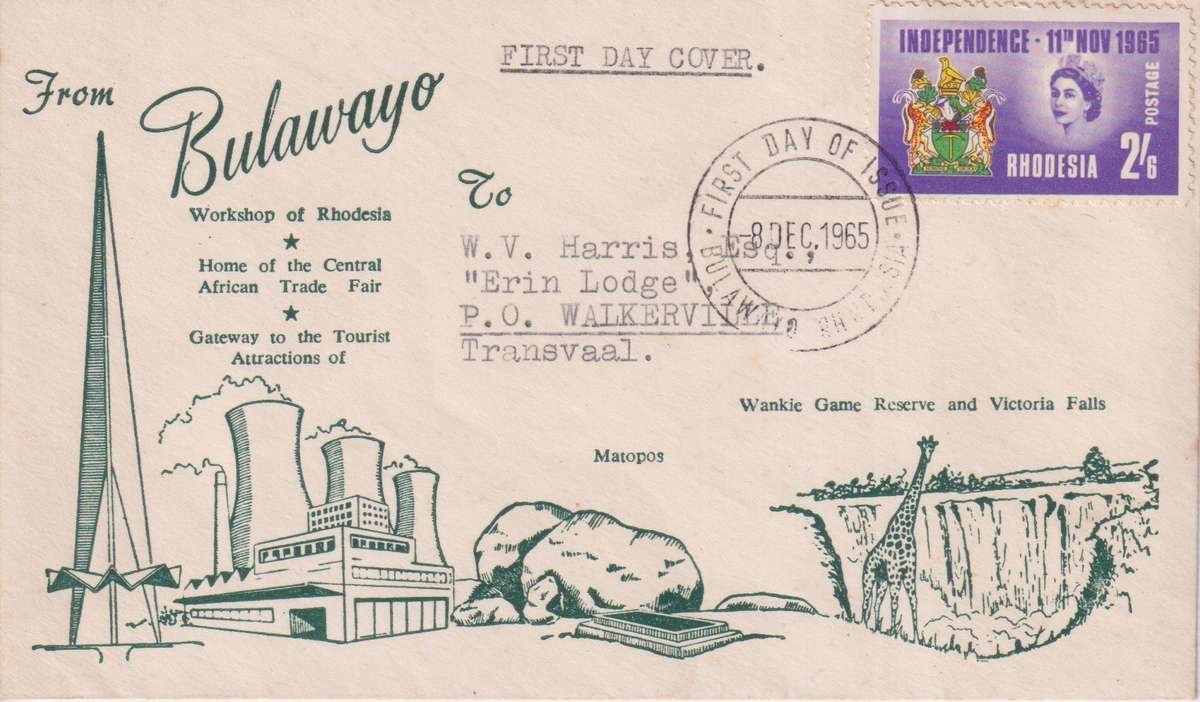 FIRST DAY COVER.
INDEPENDENCE · 11TH NOV 1965
POSTAGE
RHODESIA
2/6
From
Bulawayo
Workshop of Rhodesia
★
Home of the Central
African Trade Fair
★
Gateway to the Tourist
Attractions of
To
W.V. Harris, Esq.,
"Erin Lodge",
P.O. WALKERVILLE
Transvaal.
· FIRST DAY OF ISSUE ·
-8 DEC. 1965
BULAWAYO RHODESIA
Matopos
Wankie Game Reserve and Victoria Falls